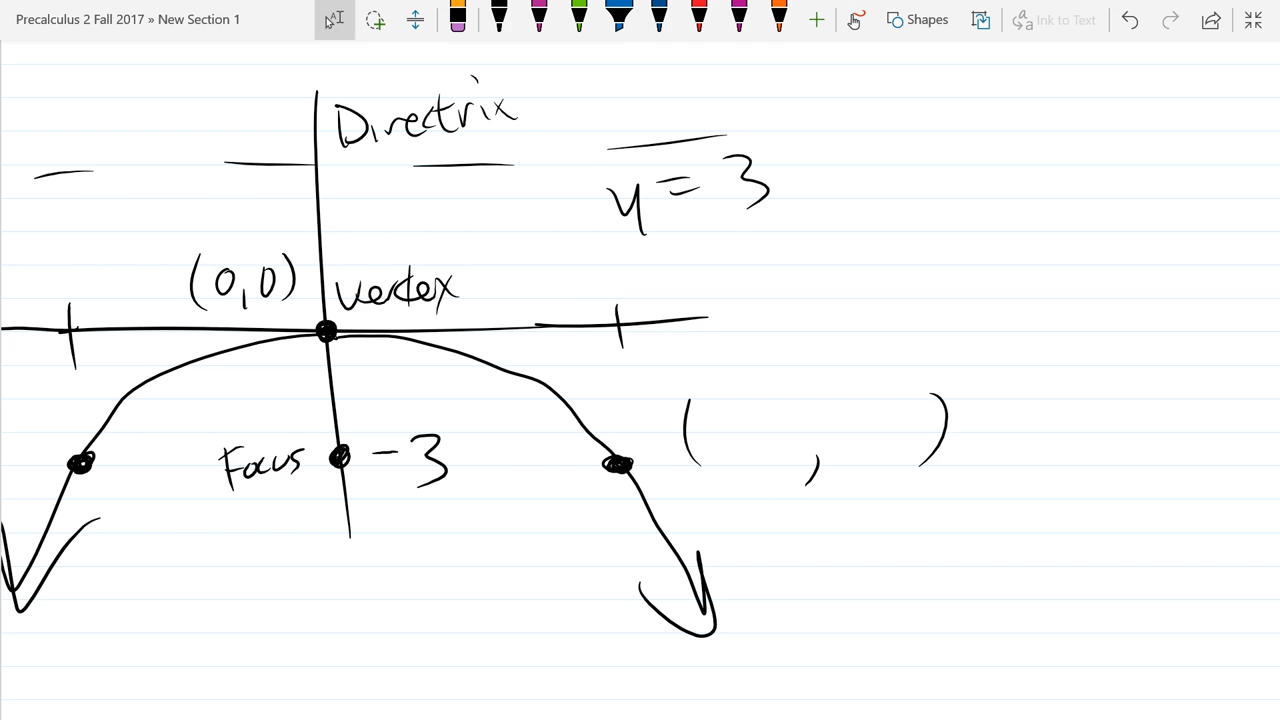 Precalculus 2 Fall 2017 » New Section 1
Shapes
Ink to Text
Directrix
y = 3
(0,0) vertex
Focus -3
( , )